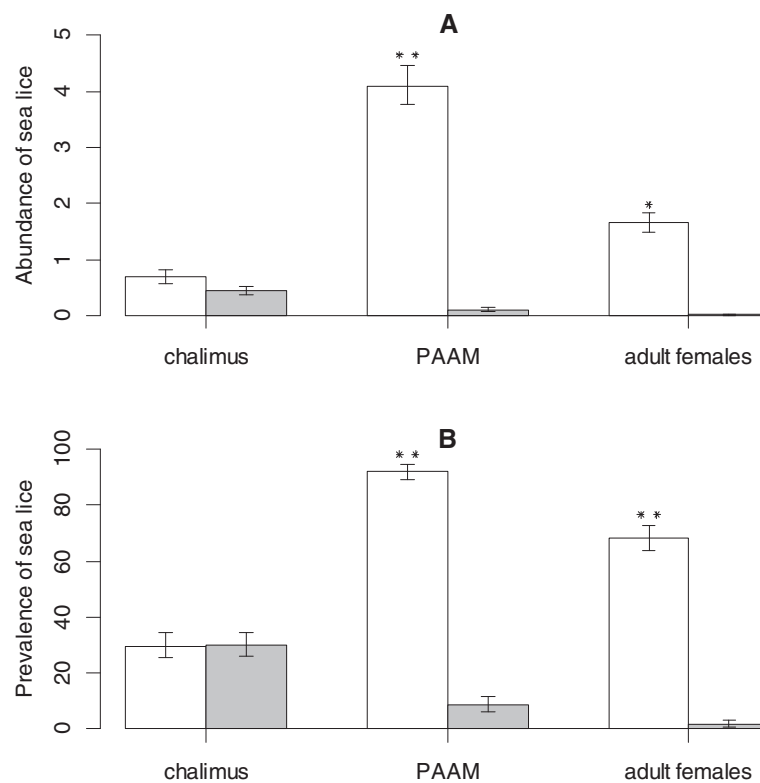 A
Abundance of sea lice
5
4
3
2
1
0
* *
*
chalimus PAAM adult females
B
Prevalence of sea lice
100
80
60
40
20
0
* *
* *
chalimus PAAM adult females